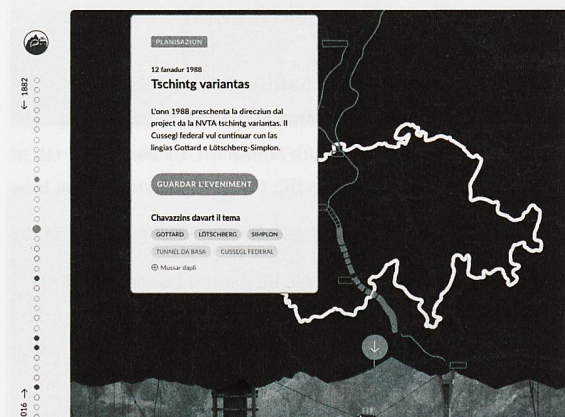 1882
PLANISAZIUN
12 fanadur 1988
Tschintg variantas
L'onn 1988 preschenta la direcziun dal
project da la NVTA tschintg variantas. Il
Cussegl federal vul cuntinuar cun las
lingias Gottard e Lötschberg-Simplon.
GUARDAR L'EVENIMENT
Chavazzins davart il tema
GOTTARD LÖTSCHBERG SIMPLON
TUNNEL DA BASA CUSSEGL FEDERAL
Mussar dapli
016